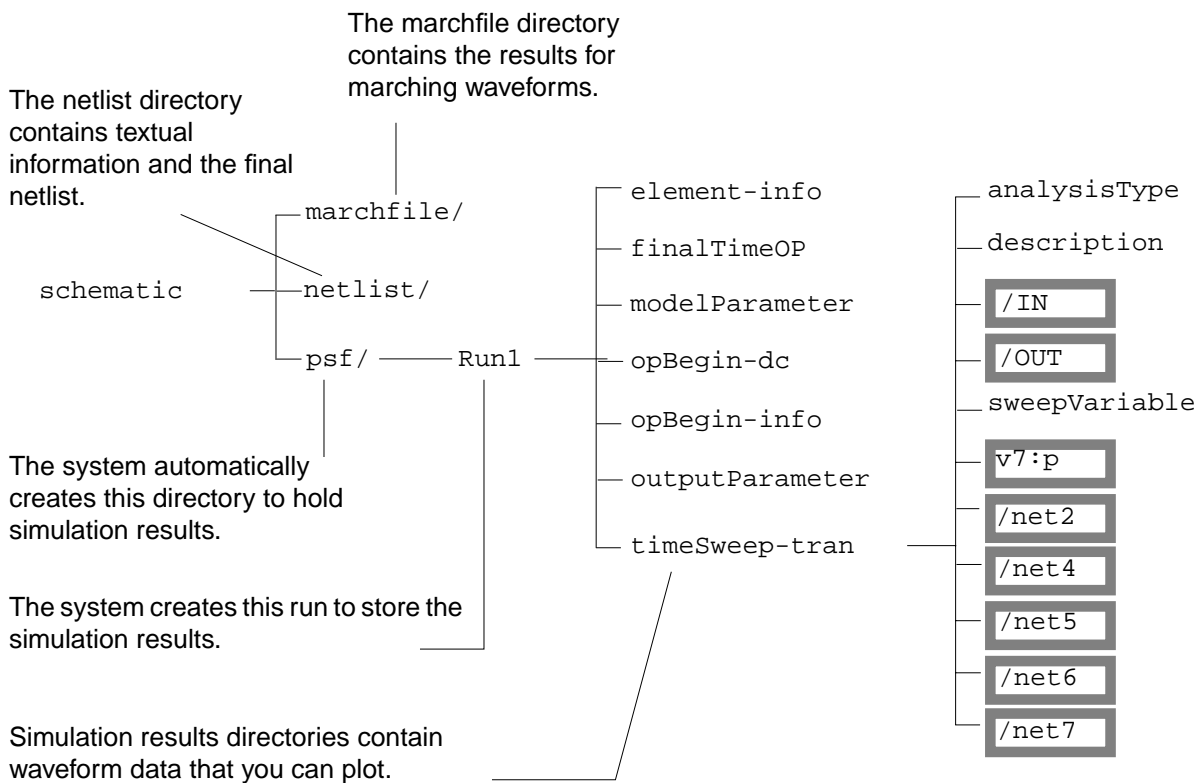 The marchfile directory
contains the results for
marching waveforms.
The netlist directory
contains textual
information and the final
netlist.
schematic
marchfile/
netlist/
psf/
Run1
element-info
finalTimeOP
modelParameter
opBegin-dc
opBegin-info
outputParameter
timeSweep-tran
analysisType
description
/IN
/OUT
sweepVariable
v7:p
/net2
/net4
/net5
/net6
/net7
The system automatically
creates this directory to hold
simulation results.
The system creates this run to store the
simulation results.
Simulation results directories contain
waveform data that you can plot.